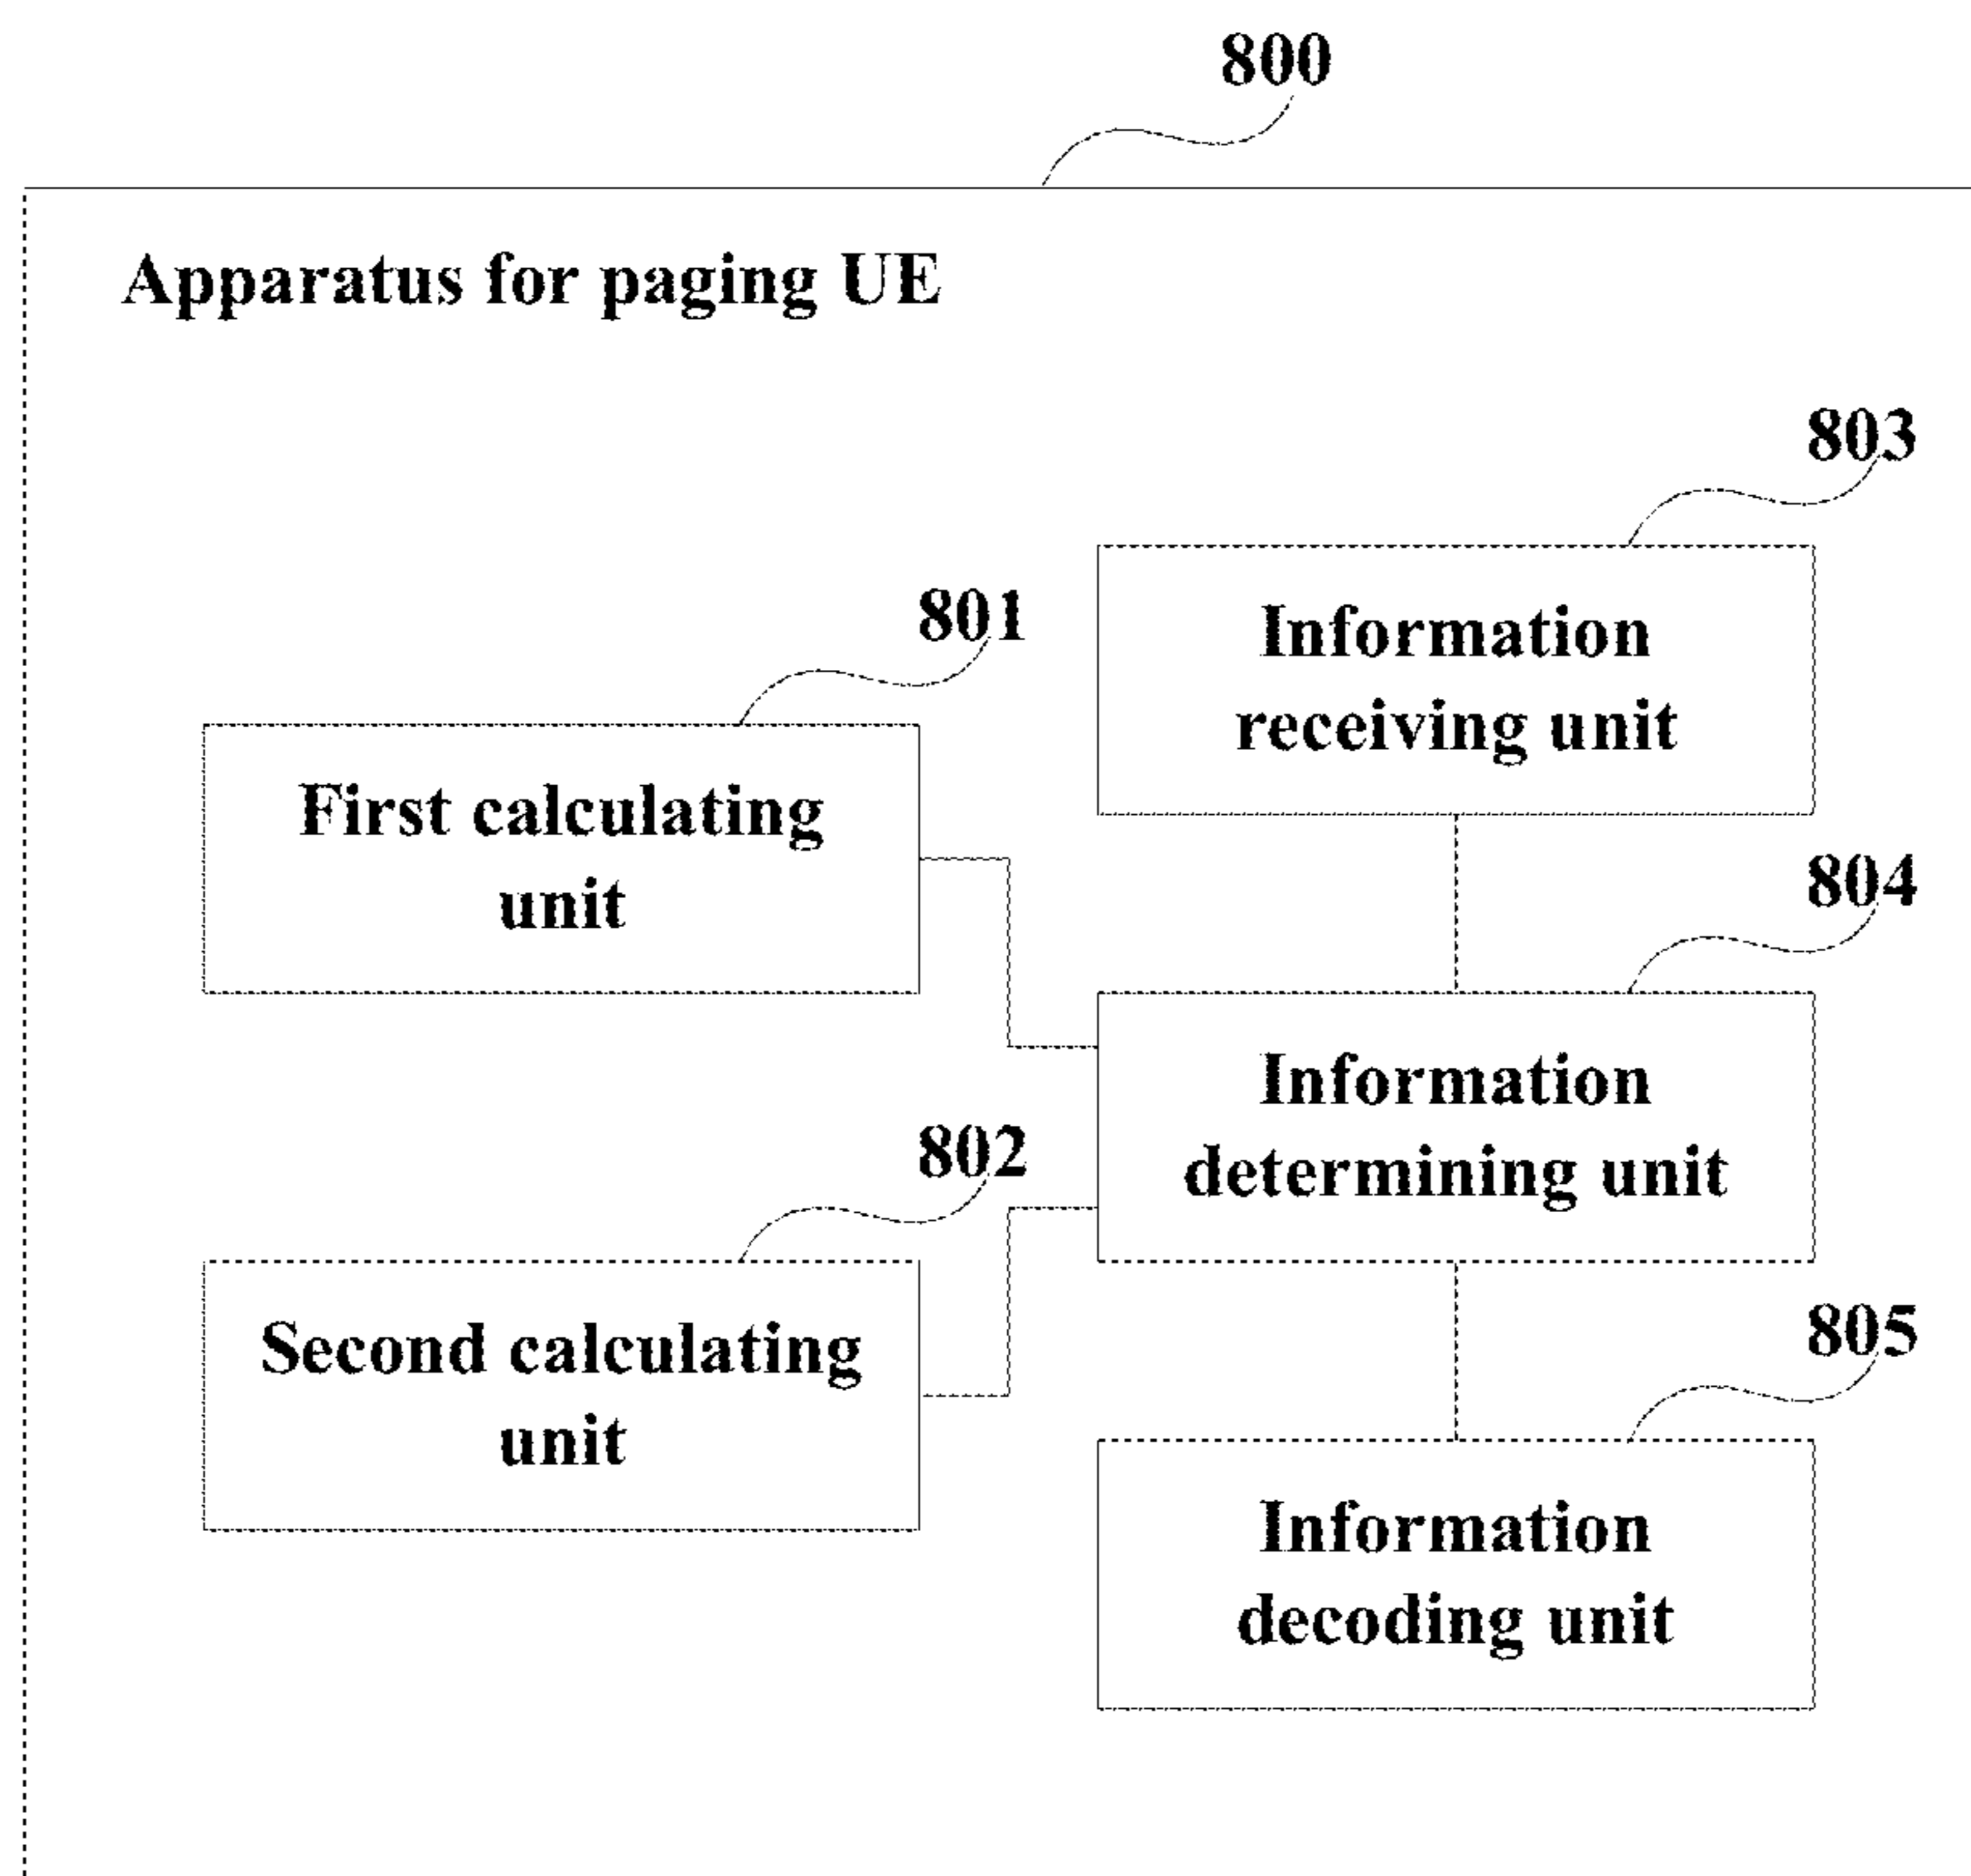 800
Apparatus for paging UE
803
Information
receiving unit
801
First calculating
unit
804
Information
determining unit
802
Second calculating
unit
805
Information
decoding unit